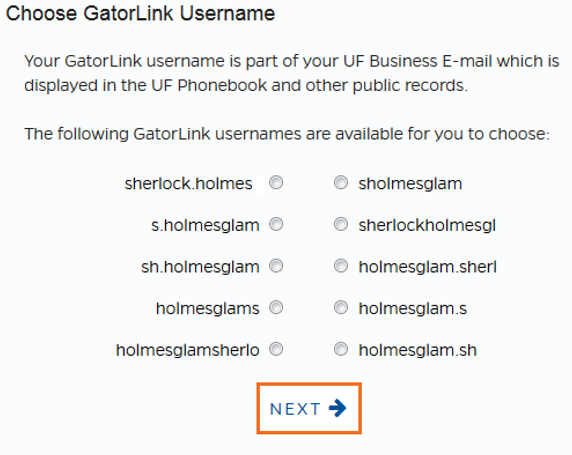 Choose GatorLink Username
Your GatorLink username is part of your UF Business E-mail which is
displayed in the UF Phonebook and other public records.
The following GatorLink usernames are available for you to choose:
sherlock.holmes sholmesglam
s.holmesglam sherlockholmesgl
sh.holmesglam holmesglam.sherl
holmesglams holmesglam.s
holmesglamsherlo holmesglam.sh
NEXT